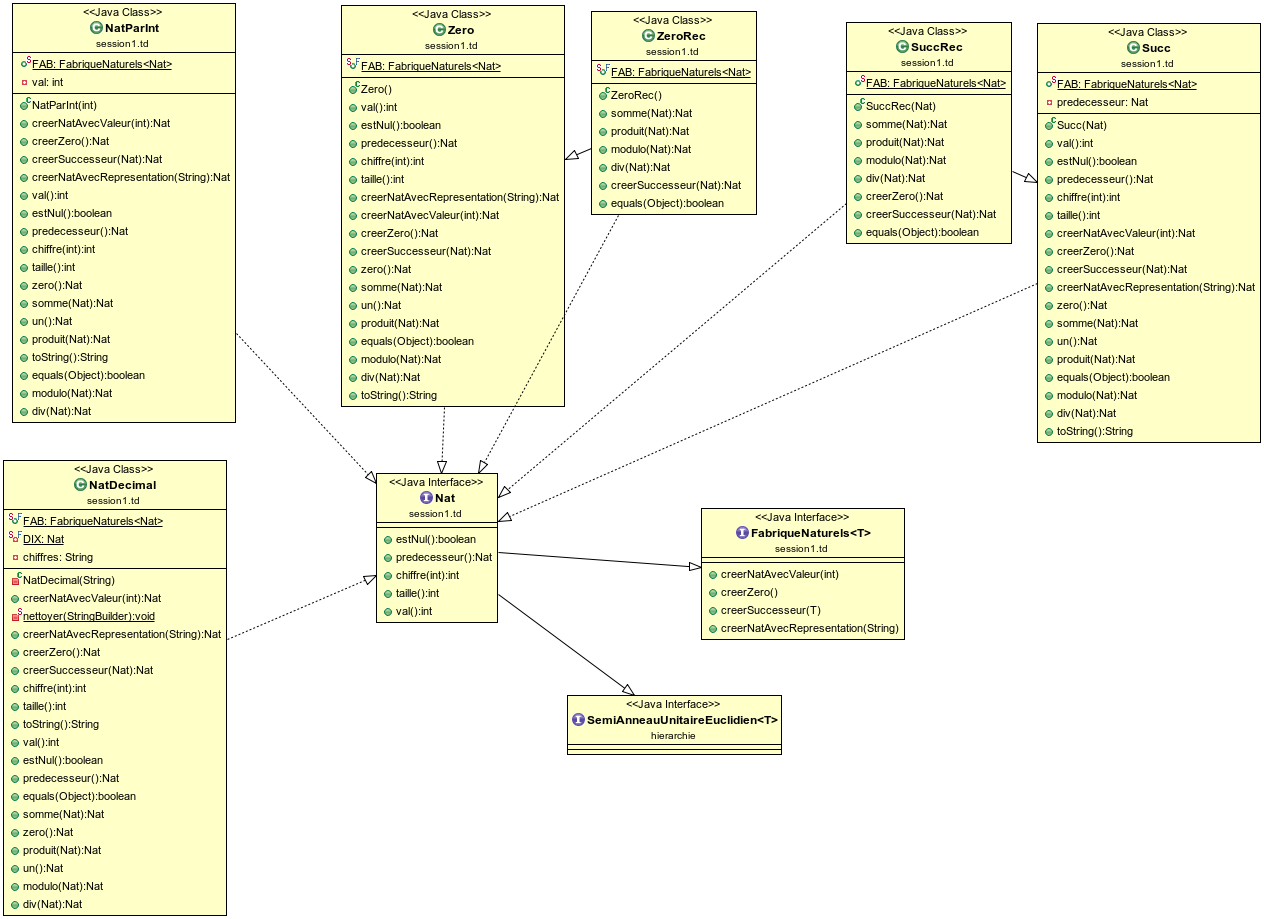 <<Java Class>>
NatParInt
session1.td
FAB: FabriqueNaturels<Nat>
val: int
NatParInt(int)
creerNatAvecValeur(int):Nat
creerZero():Nat
creerSuccesseur(Nat):Nat
creerNatAvecRepresentation(String):Nat
val():int
estNul():boolean
predecesseur():Nat
chiffre(int):int
taille():int
zero():Nat
somme(Nat):Nat
un():Nat
produit(Nat):Nat
toString():String
equals(Object):boolean
modulo(Nat):Nat
div(Nat):Nat
<<Java Class>>
Zero
session1.td
FAB: FabriqueNaturels<Nat>
Zero()
val():int
estNul():boolean
predecesseur():Nat
chiffre(int):int
taille():int
creerNatAvecRepresentation(String):Nat
creerNatAvecValeur(int):Nat
creerZero():Nat
creerSuccesseur(Nat):Nat
zero():Nat
somme(Nat):Nat
un():Nat
produit(Nat):Nat
equals(Object):boolean
modulo(Nat):Nat
div(Nat):Nat
toString():String
<<Java Class>>
ZeroRec
session1.td
FAB: FabriqueNaturels<Nat>
ZeroRec()
somme(Nat):Nat
produit(Nat):Nat
modulo(Nat):Nat
div(Nat):Nat
creerSuccesseur(Nat):Nat
equals(Object):boolean
<<Java Class>>
SuccRec
session1.td
FAB: FabriqueNaturels<Nat>
SuccRec(Nat)
somme(Nat):Nat
produit(Nat):Nat
modulo(Nat):Nat
div(Nat):Nat
creerZero():Nat
creerSuccesseur(Nat):Nat
equals(Object):boolean
<<Java Class>>
Succ
session1.td
FAB: FabriqueNaturels<Nat>
predecesseur: Nat
Succ(Nat)
val():int
estNul():boolean
predecesseur():Nat
chiffre(int):int
taille():int
creerNatAvecValeur(int):Nat
creerZero():Nat
creerSuccesseur(Nat):Nat
creerNatAvecRepresentation(String):Nat
zero():Nat
somme(Nat):Nat
un():Nat
produit(Nat):Nat
equals(Object):boolean
modulo(Nat):Nat
div(Nat):Nat
toString():String
<<Java Class>>
NatDecimal
session1.td
FAB: FabriqueNaturels<Nat>
DIX: Nat
chiffres: String
NatDecimal(String)
creerNatAvecValeur(int):Nat
nettoyer(StringBuilder):void
creerNatAvecRepresentation(String):Nat
creerZero():Nat
creerSuccesseur(Nat):Nat
chiffre(int):int
taille():int
toString():String
val():int
estNul():boolean
predecesseur():Nat
equals(Object):boolean
somme(Nat):Nat
zero():Nat
produit(Nat):Nat
un():Nat
modulo(Nat):Nat
div(Nat):Nat
<<Java Interface>>
Nat
session1.td
estNul():boolean
predecesseur():Nat
chiffre(int):int
taille():int
val():int
<<Java Interface>>
FabriqueNaturels<T>
session1.td
creerNatAvecValeur(int)
creerZero()
creerSuccesseur(T)
creerNatAvecRepresentation(String)
<<Java Interface>>
SemiAnneauUnitaireEuclidien<T>
hierarchie